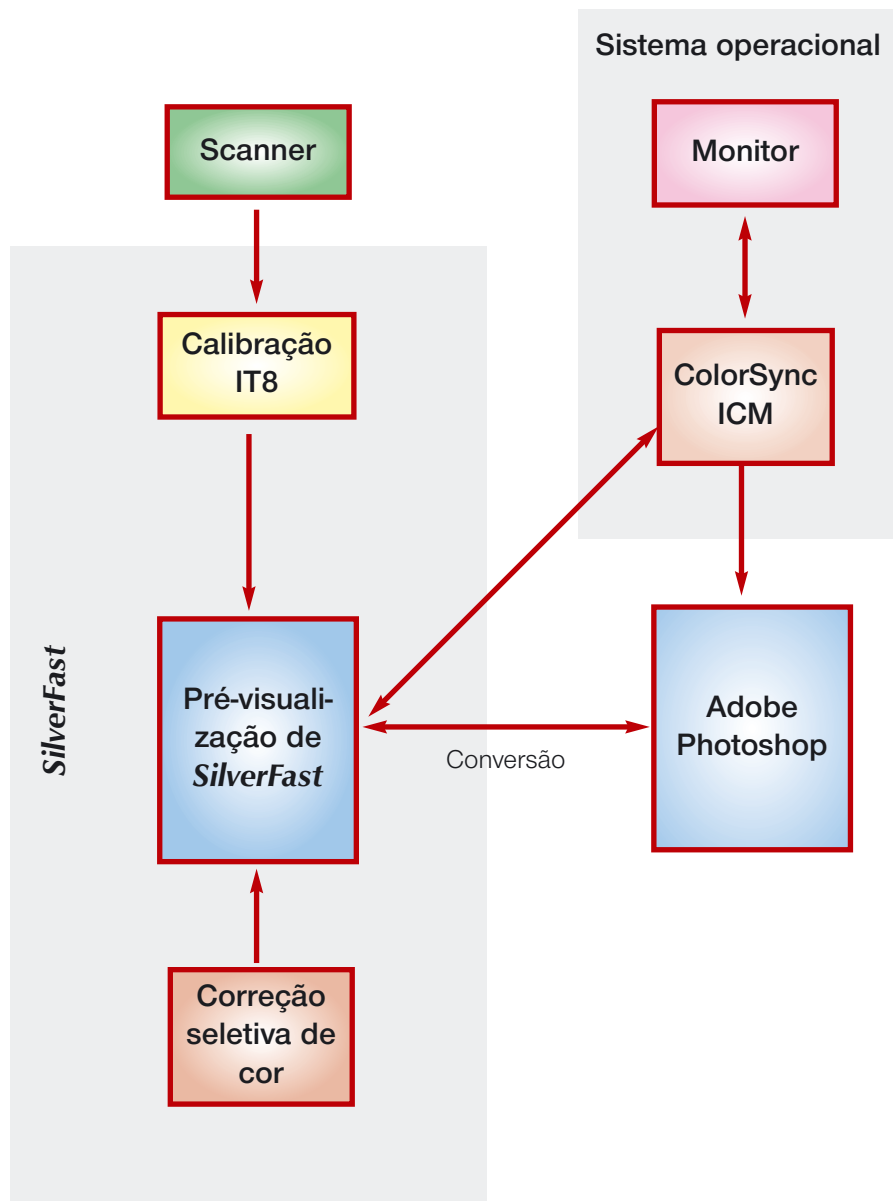 Sistema operacional
Scanner
Monitor
Calibração
IT8
ColorSync
ICM
SilverFast
Pré-visuali-
zação de
SilverFast
Conversão
Adobe
Photoshop
Correção
seletiva de
cor